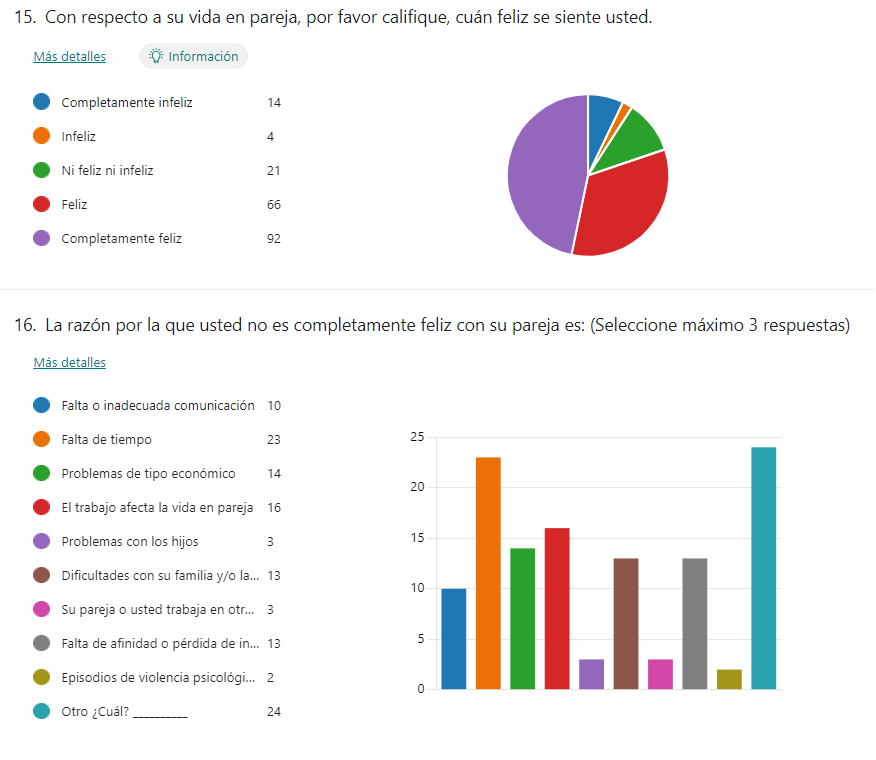 15. Con respecto a su vida en pareja, por favor califique, cuán feliz se siente usted.
Más detalles
Información
Completamente infeliz 14
Infeliz 4
Ni feliz ni infeliz 21
Feliz 66
Completamente feliz 92
16. La razón por la que usted no es completamente feliz con su pareja es: (Seleccione máximo 3 respuestas)
Más detalles
Falta o inadecuada comunicación 10
Falta de tiempo 23
Problemas de tipo económico 14
El trabajo afecta la vida en pareja 16
Problemas con los hijos 3
Dificultades con su familia y/o la... 13
Su pareja o usted trabaja en otr... 3
Falta de afinidad o pérdida de in... 13
Episodios de violencia psicológi... 2
Otro ¿Cuál? __________ 24
25
20
15
10
5
0